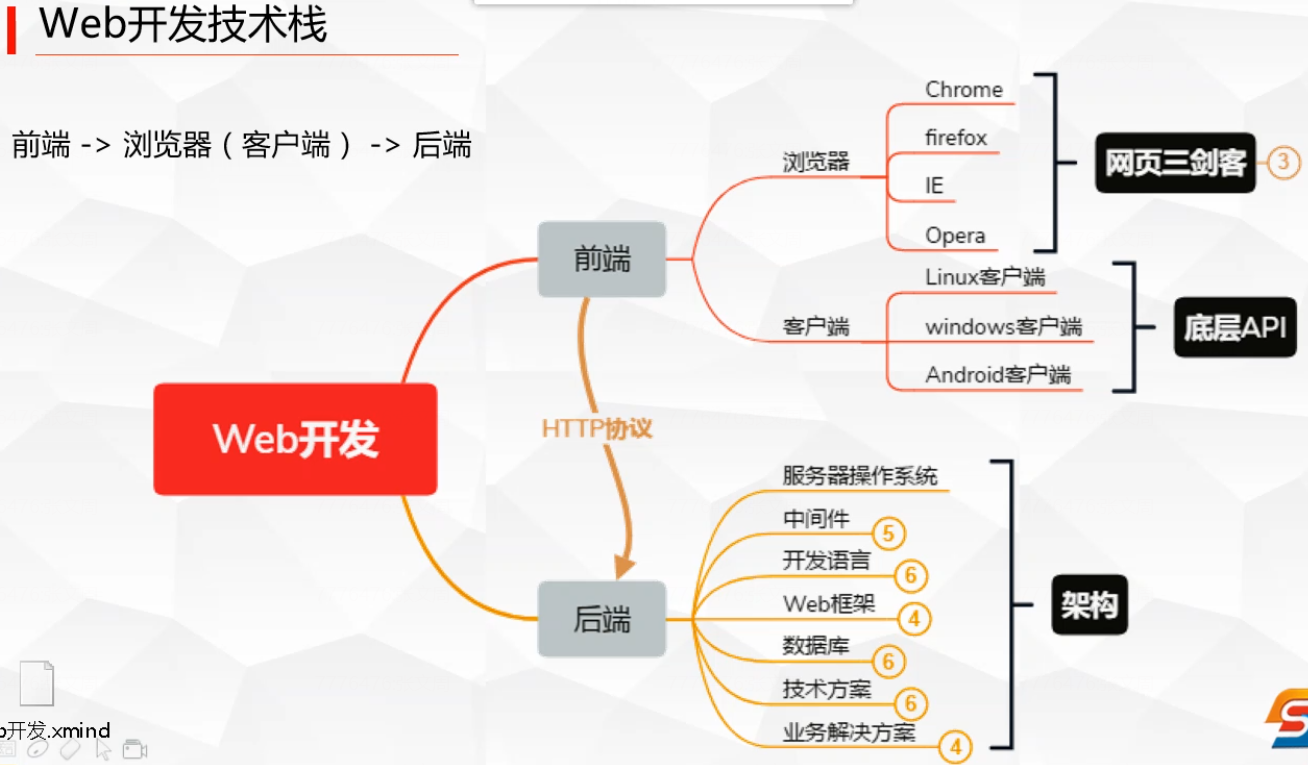 Web开发技术栈
前端 -> 浏览器（客户端） -> 后端
Web开发
前端
浏览器
Chrome
firefox
IE
Opera
网页三剑客
3
客户端
Linux客户端
windows客户端
Android客户端
底层API
HTTP协议
后端
服务器操作系统
中间件
5
开发语言
6
Web框架
4
数据库
6
技术方案
6
业务解决方案
4
架构
开发.xmind